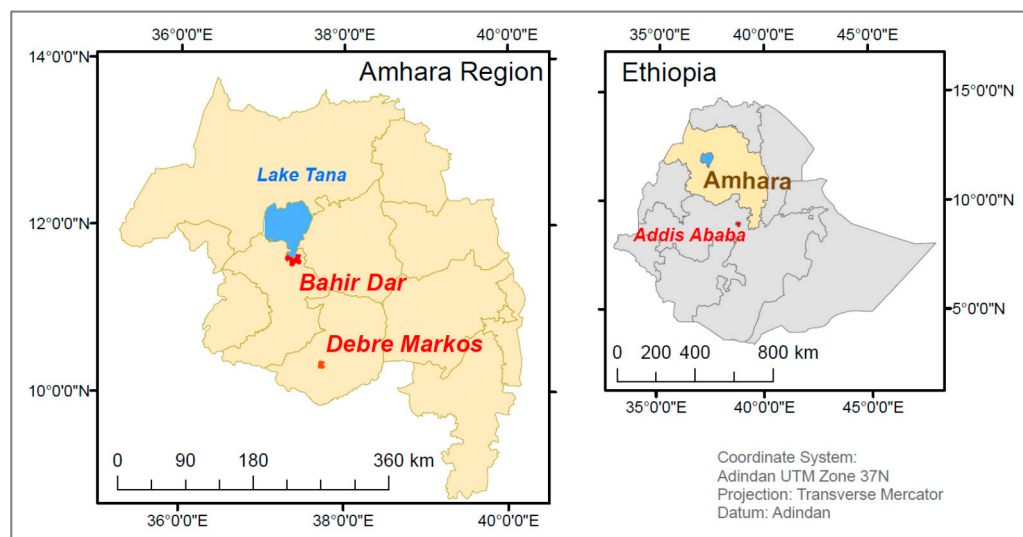 36°0'0"E 38°0'0"E 40°0'0"E
14°0'0"N
Amhara Region
Lake Tana
12°0'0"N
Bahir Dar
Debre Markos
10°0'0"N
0 90 180 360 km
36°0'0"E 38°0'0"E 40°0'0"E
35°0'0"E 40°0'0"E 45°0'0"E
Ethiopia
15°0'0"N
Amhara
10°0'0"N
Addis Ababa
5°0'0"N
0 200 400 800 km
35°0'0"E 40°0'0"E 45°0'0"E
Coordinate System:
Adindan UTM Zone 37N
Projection: Transverse Mercator
Datum: Adindan